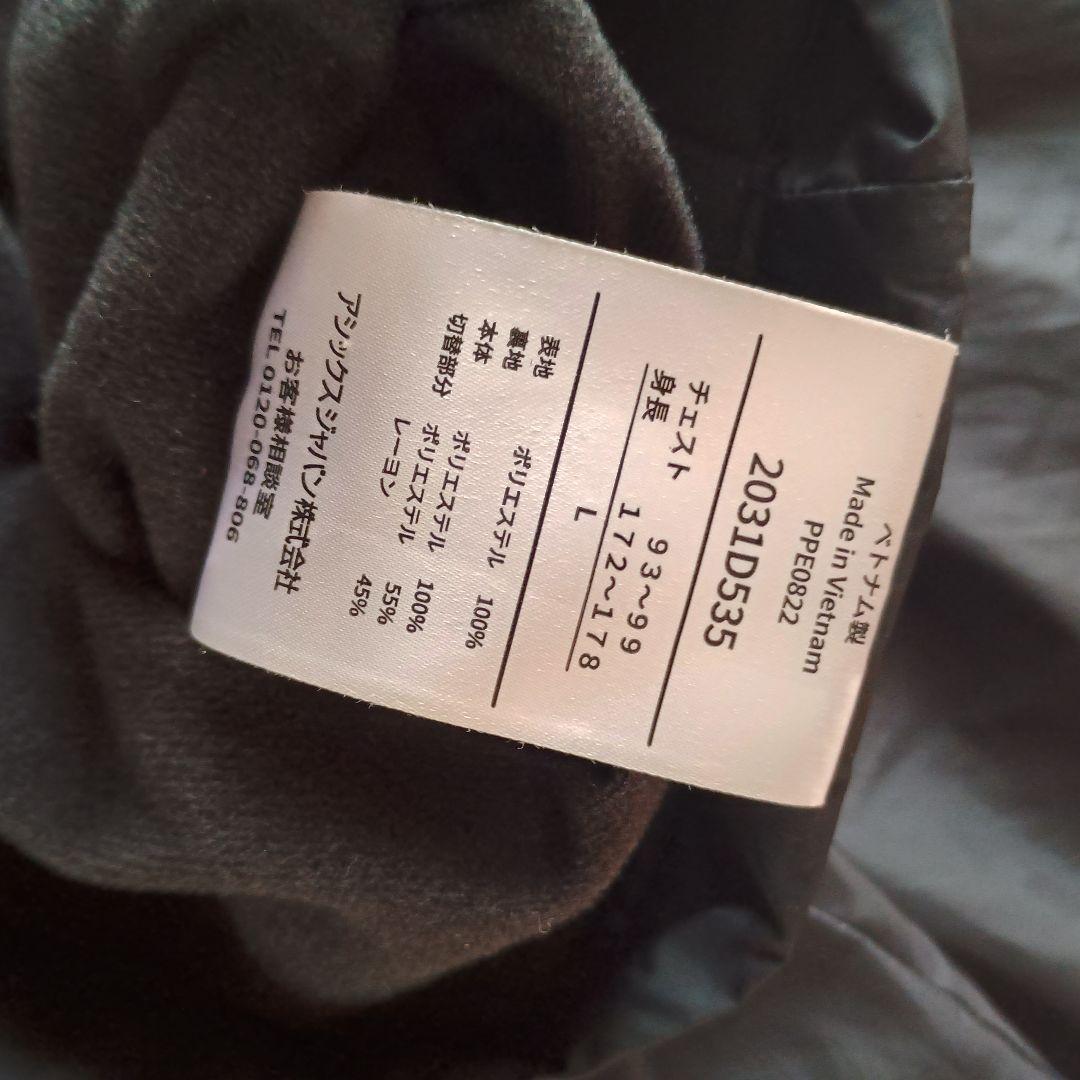 ベトナム製
Made in Vietnam
PPE0822
2031D535
チェスト 93~99
身長 172~178
L
表地 ポリエステル 100%
裏地
本体 ポリエステル 100%
切替部分 ポリエステル 55%
レーヨン 45%
アシックスジャパン株式会社
お客様相談室
TEL 0120-068-806